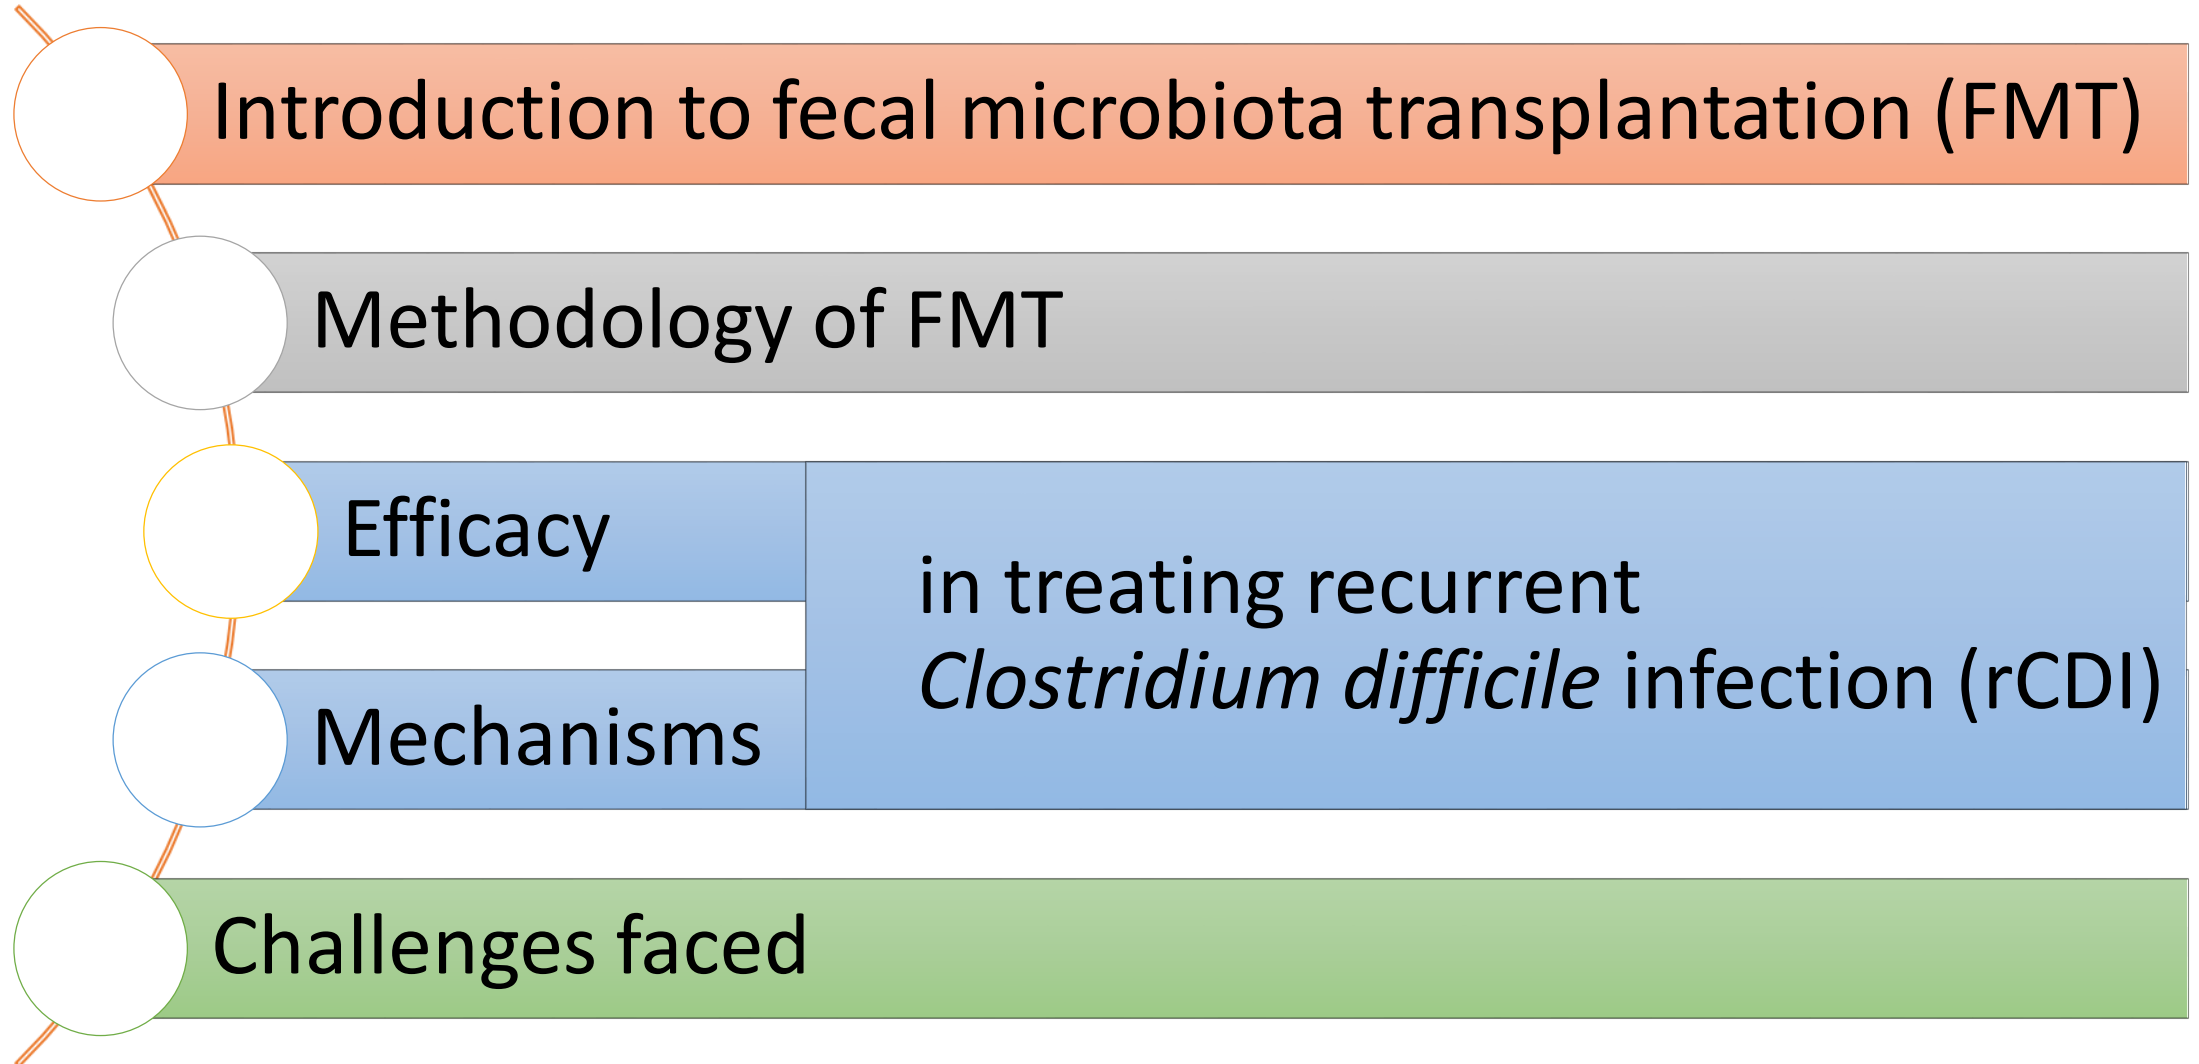 Introduction to fecal microbiota transplantation (FMT)
Methodology of FMT
Efficacy
Mechanisms
in treating recurrent
Clostridium difficile infection (rCDI)
Challenges faced